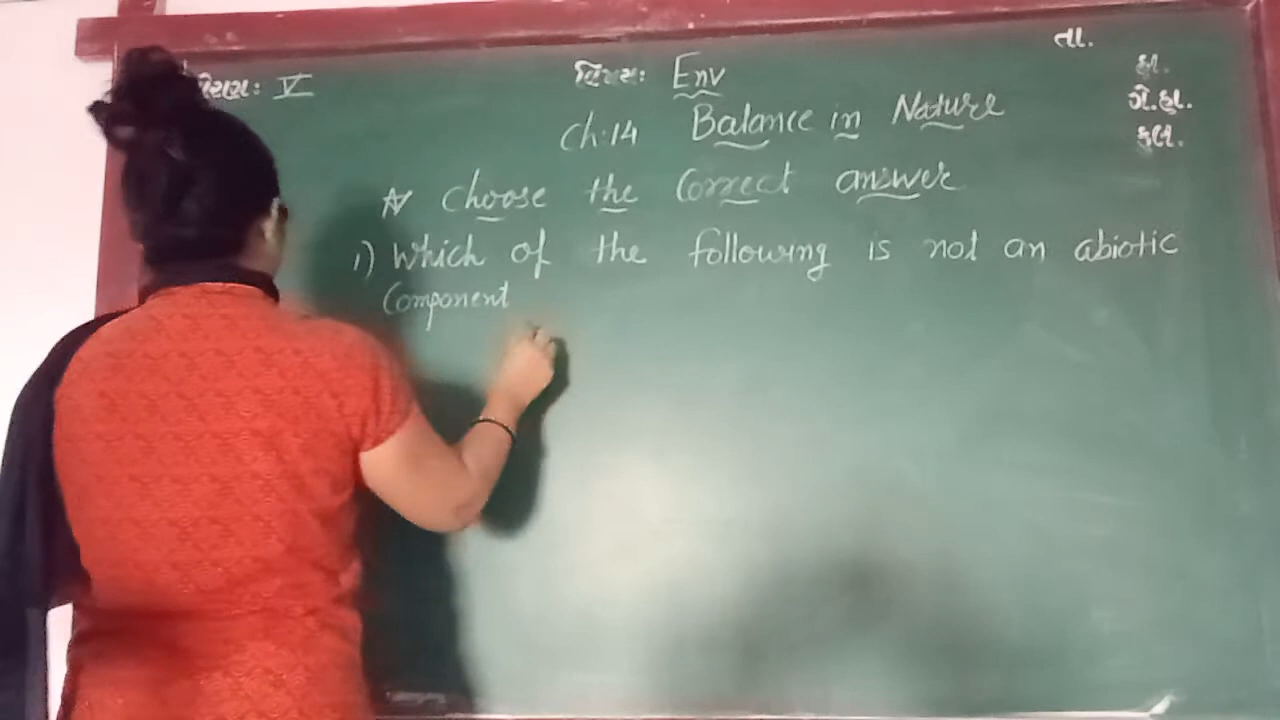 V વિષય: Env તા.
Ch:14 Balance in Nature હા.
ગે.હા.
કુલ.
☆ Choose the Correct answer
1) Which of the following is not an abiotic
Component